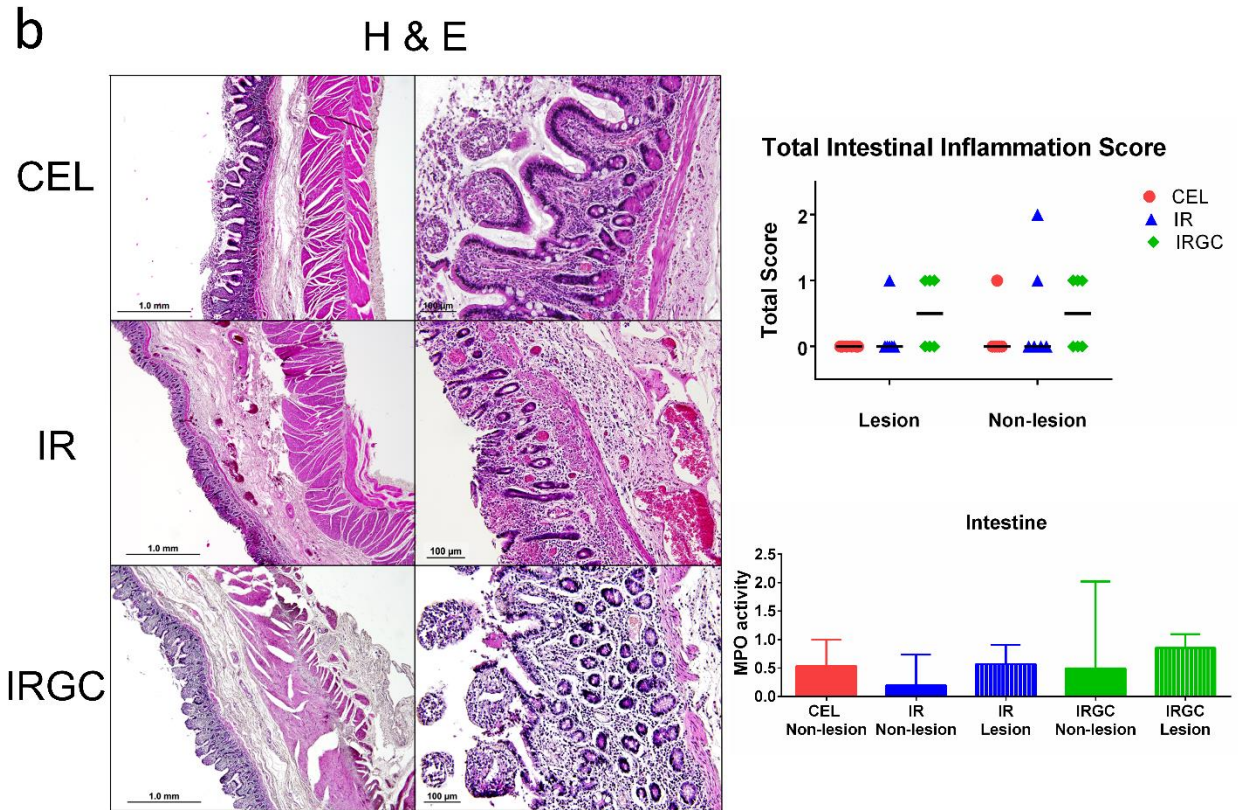 b
H & E
CEL
1.0 mm
100 µm
IR
1.0 mm
100 µm
IRGC
1.0 mm
100 µm
Total Intestinal Inflammation Score
CEL
IR
IRGC
Total Score
2
1
0
Lesion Non-lesion
Intestine
MPO activity
2.5
2.0
1.5
1.0
0.5
0.0
CEL IR IR IRGC IRGC
Non-lesion Non-lesion Lesion Non-lesion Lesion